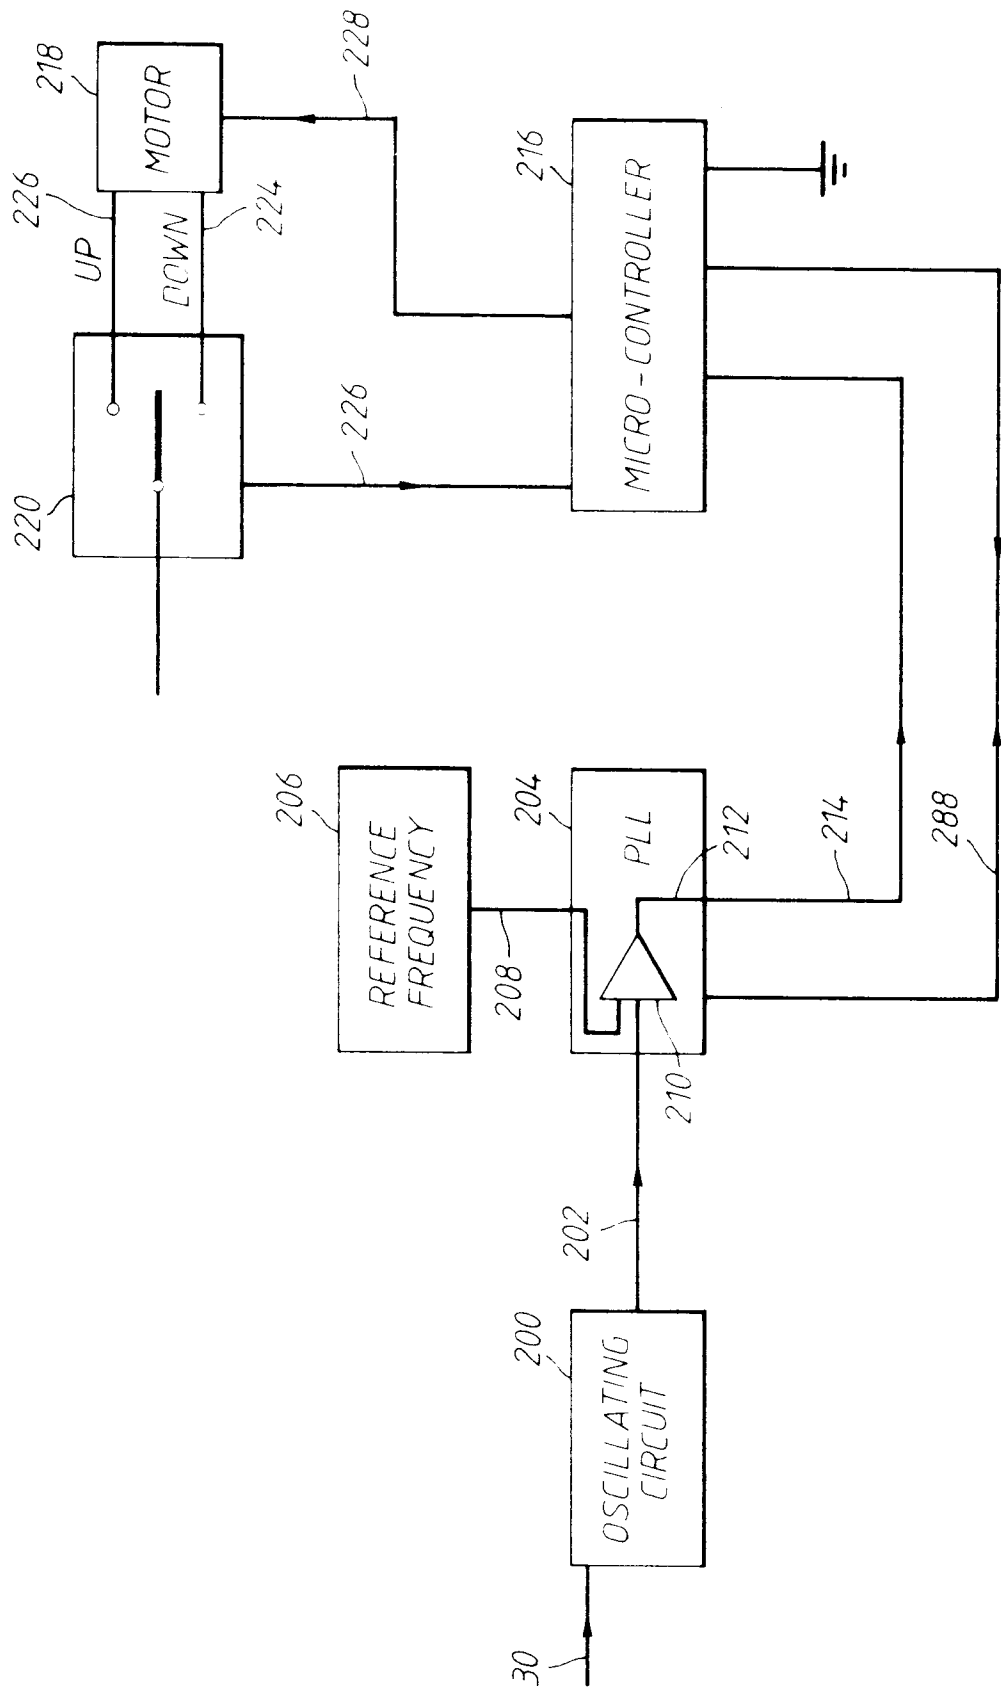 218
MOTOR
226
UP
DOWN
224
228
220
226
216
MICRO-CONTROLLER
206
REFERENCE
FREQUENCY
208
204
PLL
212
214
288
210
202
200
OSCILLATING
CIRCUIT
30